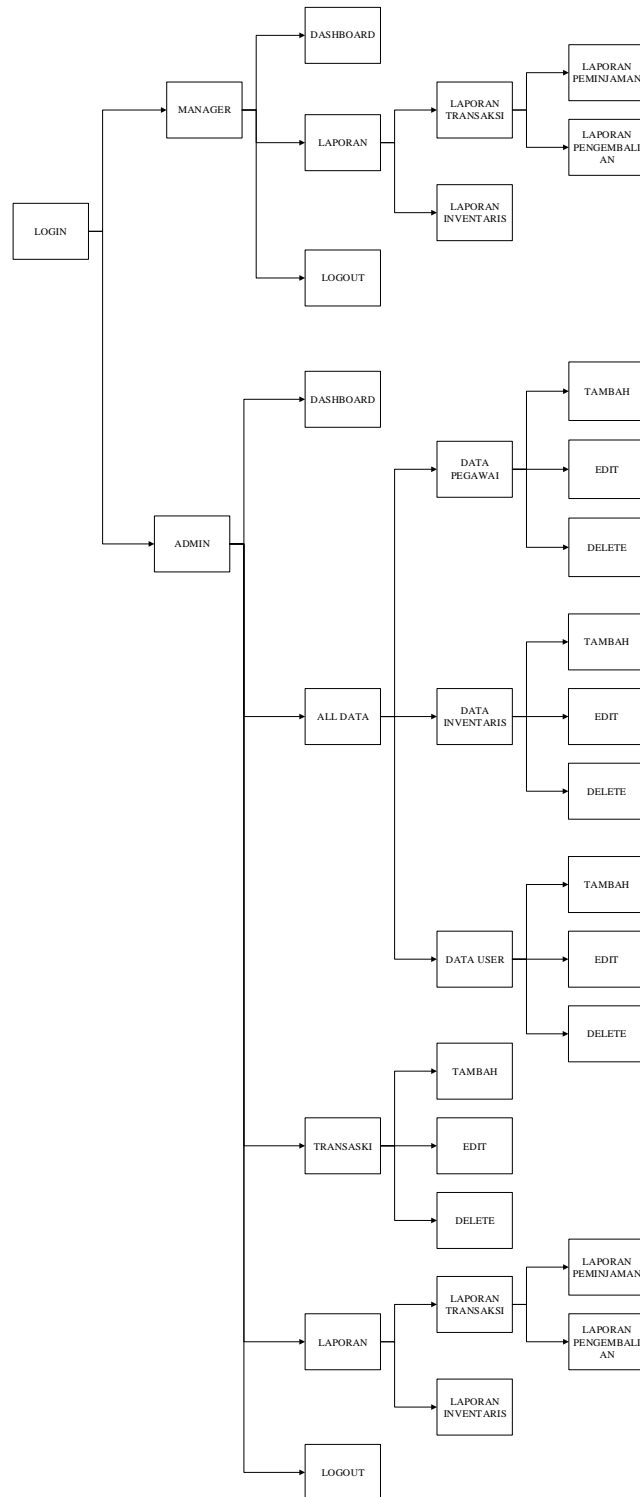 LOGIN
MANAGER
DASHBOARD
LAPORAN
LAPORAN
TRANSAKSI
LAPORAN
PEMINJAMAN
LAPORAN
PENGEMBALI
AN
LAPORAN
INVENTARIS
LOGOUT
ADMIN
DASHBOARD
ALL DATA
DATA
PEGAWAI
TAMBAH
EDIT
DELETE
DATA
INVENTARIS
TAMBAH
EDIT
DELETE
DATA USER
TAMBAH
EDIT
DELETE
TRANSASKI
TAMBAH
EDIT
DELETE
LAPORAN
LAPORAN
TRANSAKSI
LAPORAN
PEMINJAMAN
LAPORAN
PENGEMBALI
AN
LAPORAN
INVENTARIS
LOGOUT